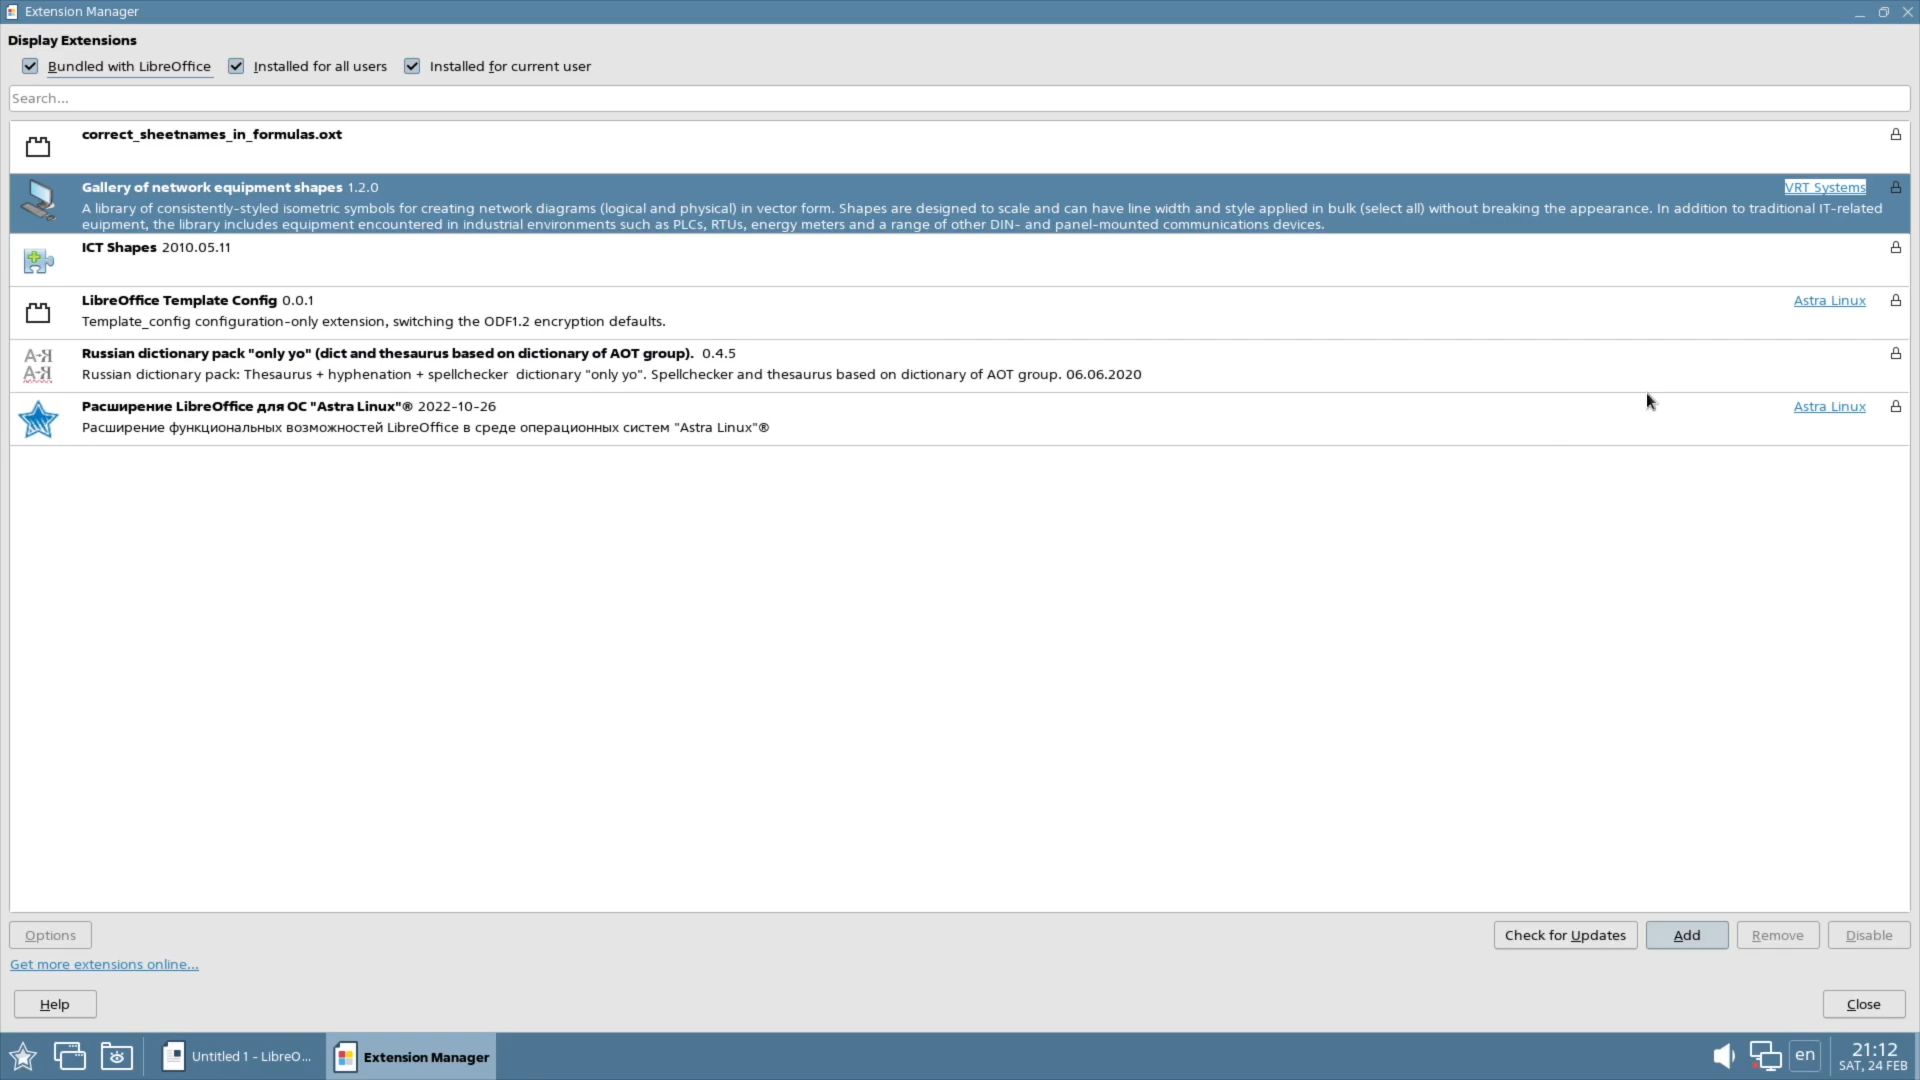 Extension Manager
Display Extensions
Bundled with LibreOffice Installed for all users Installed for current user
Search...
correct_sheetnames_in_formulas.oxt
Gallery of network equipment shapes 1.2.0 VRT Systems
A library of consistently-styled isometric symbols for creating network diagrams (logical and physical) in vector form. Shapes are designed to scale and can have line width and style applied in bulk (select all) without breaking the appearance. In addition to traditional IT-related
euipment, the library includes equipment encountered in industrial environments such as PLCs, RTUs, energy meters and a range of other DIN- and panel-mounted communications devices.
ICT Shapes 2010.05.11
LibreOffice Template Config 0.0.1 Astra Linux
Template_config configuration-only extension, switching the ODF1.2 encryption defaults.
Russian dictionary pack "only yo" (dict and thesaurus based on dictionary of AOT group). 0.4.5
Russian dictionary pack: Thesaurus + hyphenation + spellchecker dictionary "only yo". Spellchecker and thesaurus based on dictionary of AOT group. 06.06.2020
Расширение LibreOffice для ОС "Astra Linux"® 2022-10-26 Astra Linux
Расширение функциональных возможностей LibreOffice в среде операционных систем "Astra Linux"®
Options Check for Updates Add Remove Disable
Get more extensions online...
Help Close
Untitled 1 - LibreO... Extension Manager en 21:12
SAT, 24 FEB